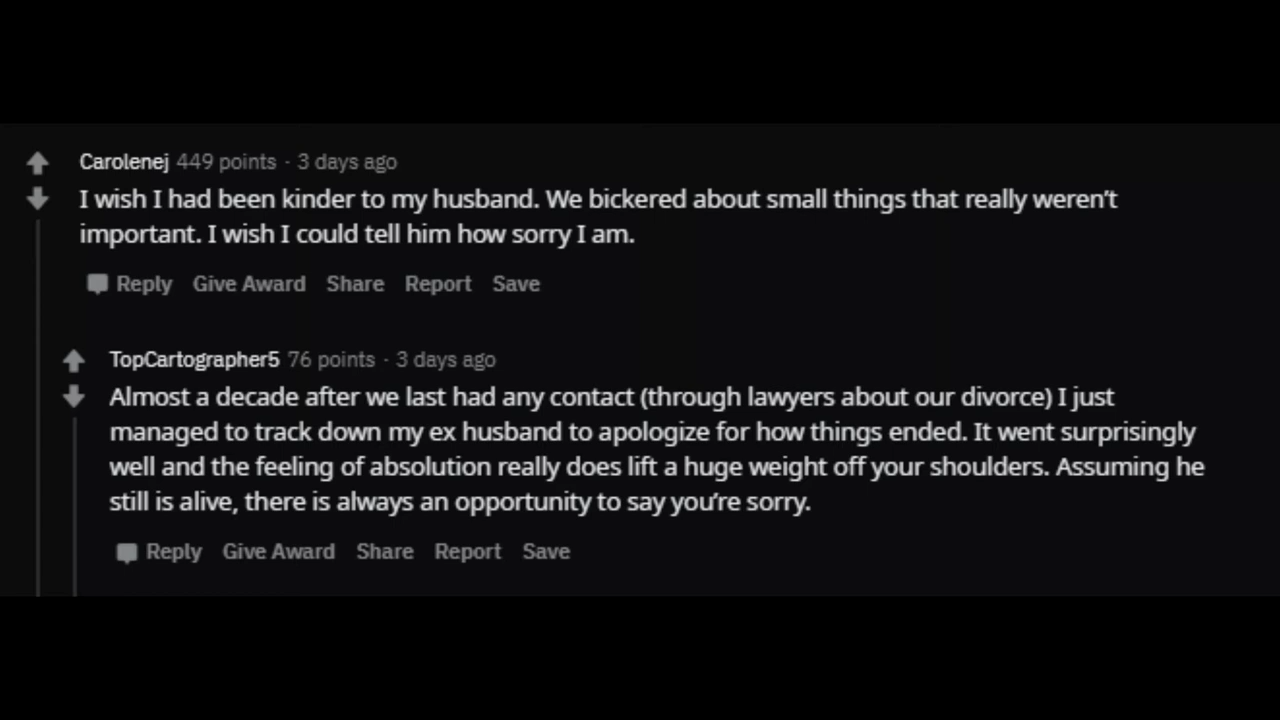 Carolenej 449 points · 3 days ago
I wish I had been kinder to my husband. We bickered about small things that really weren’t
important. I wish I could tell him how sorry I am.
Reply Give Award Share Report Save
TopCartographer5 76 points · 3 days ago
Almost a decade after we last had any contact (through lawyers about our divorce) I just
managed to track down my ex husband to apologize for how things ended. It went surprisingly
well and the feeling of absolution really does lift a huge weight off your shoulders. Assuming he
still is alive, there is always an opportunity to say you’re sorry.
Reply Give Award Share Report Save